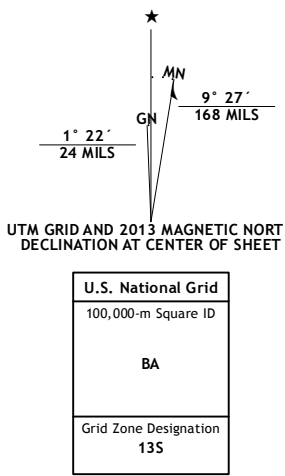 ★
MN
GN
9° 27´
168 MILS
1° 22´
24 MILS
UTM GRID AND 2013 MAGNETIC NORT
DECLINATION AT CENTER OF SHEET
U.S. National Grid
100,000-m Square ID
BA
Grid Zone Designation
13S